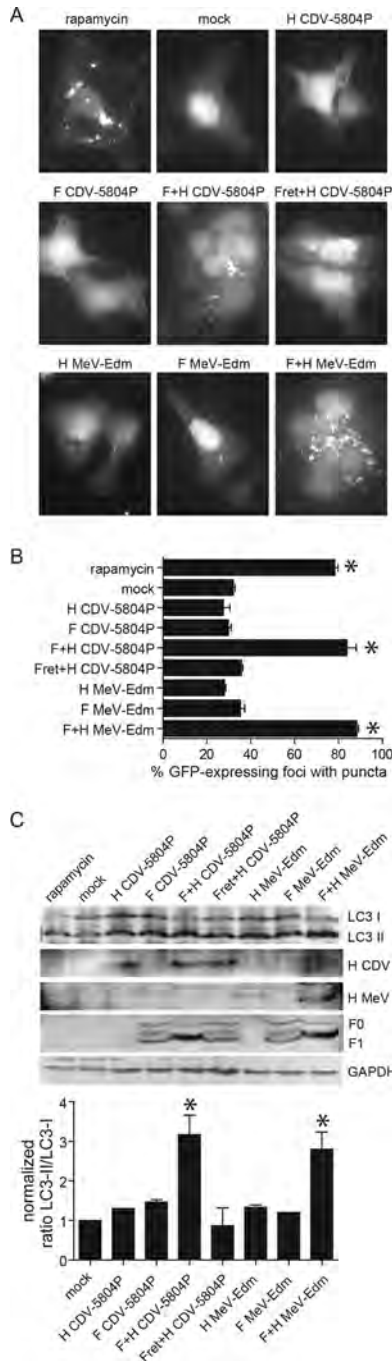 A
rapamycin mock H CDV-5804P
F CDV-5804P F+H CDV-5804P Fret+H CDV-5804P
H MeV-Edm F MeV-Edm F+H MeV-Edm
B
rapamycin *
mock
H CDV-5804P
F CDV-5804P
F+H CDV-5804P *
Fret+H CDV-5804P
H MeV-Edm
F MeV-Edm
F+H MeV-Edm *
0 20 40 60 80 100
% GFP-expressing foci with puncta
C
rapamycin mock H CDV-5804P F CDV-5804P F+H CDV-5804P Fret+H CDV-5804P H MeV-Edm F MeV-Edm F+H MeV-Edm
LC3 I
LC3 II
H CDV
H MeV
F0
F1
GAPDH
normalized
ratio LC3-II/LC3-I
4
3
2
1
0
* *
mock H CDV-5804P F CDV-5804P F+H CDV-5804P Fret+H CDV-5804P H MeV-Edm F MeV-Edm F+H MeV-Edm